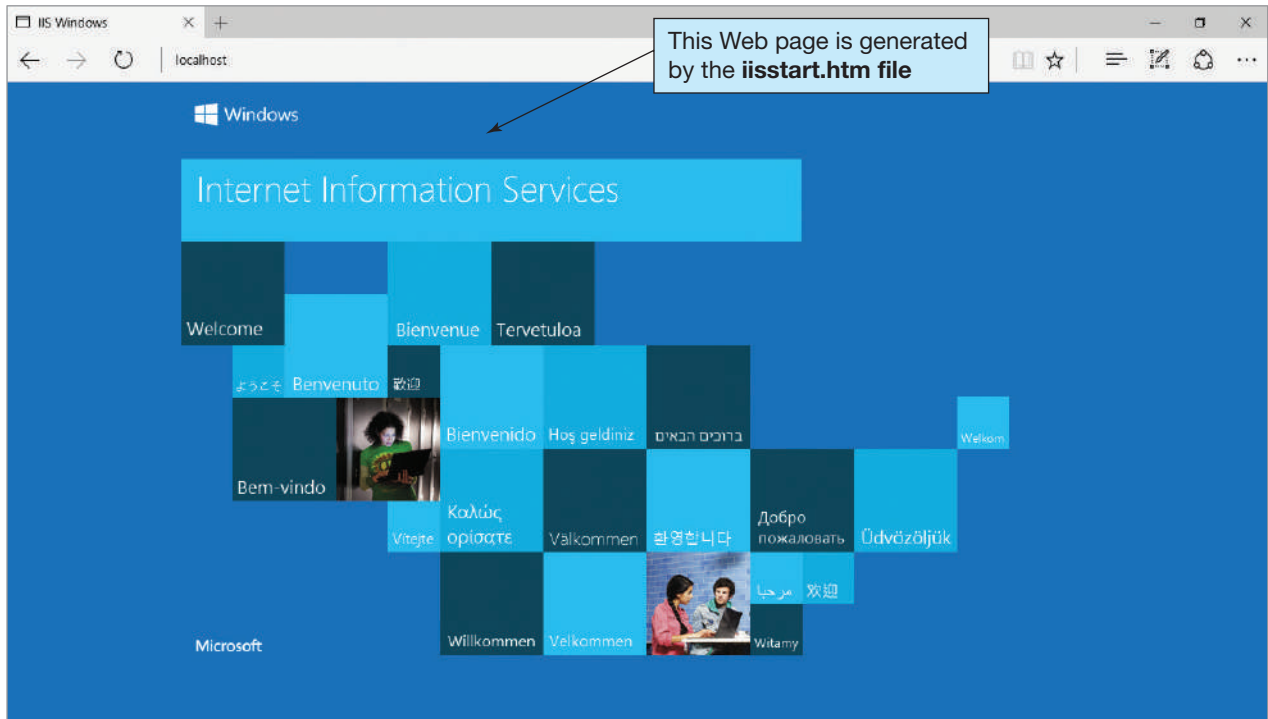 IIS Windows
This Web page is generated
by the iisstart.htm file
localhost
Windows
Internet Information Services
Welcome
Bienvenue
Tervetuloa
ようこそ
Benvenuto
歡迎
Bienvenido
Hoş geldiniz
ברוכים הבאים
Welkom
Bem-vindo
Vítejte
Καλώς
ορίσατε
Välkommen
환영합니다
Добро
пожаловать
Üdvözöljük
Microsoft
Willkommen
Velkommen
مرحبا
欢迎
Witamy